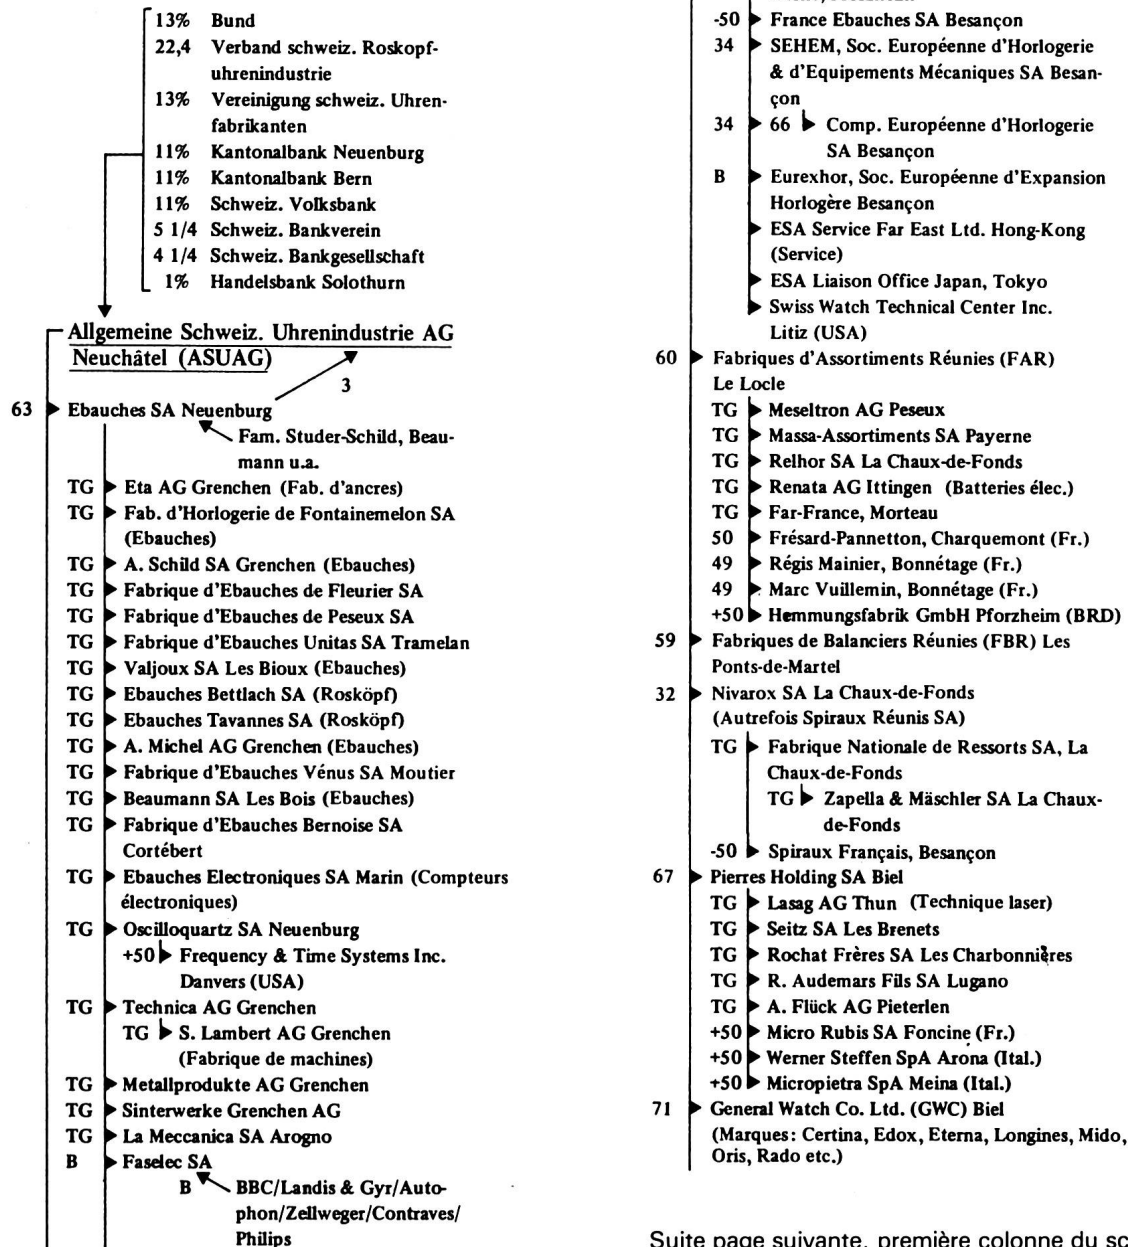 13% Bund
22,4 Verband schweiz. Roskopf-
uhrenindustrie
13% Vereinigung schweiz. Uhren-
fabrikanten
11% Kantonalbank Neuenburg
11% Kantonalbank Bern
11% Schweiz. Volksbank
5 1/4 Schweiz. Bankverein
4 1/4 Schweiz. Bankgesellschaft
1% Handelsbank Solothurn
Allgemeine Schweiz. Uhrenindustrie AG
Neuchâtel (ASUAG)
3
63 Ebauches SA Neuenburg
Fam. Studer-Schild, Beau-
mann u.a.
TG Eta AG Grenchen (Fab. d'ancres)
TG Fab. d'Horlogerie de Fontainemelon SA
(Ebauches)
TG A. Schild SA Grenchen (Ebauches)
TG Fabrique d'Ebauches de Fleurier SA
TG Fabrique d'Ebauches de Peseux SA
TG Fabrique d'Ebauches Unitas SA Tramelan
TG Valjoux SA Les Bioux (Ebauches)
TG Ebauches Bettlach SA (Rosköpf)
TG Ebauches Tavannes SA (Rosköpf)
TG A. Michel AG Grenchen (Ebauches)
TG Fabrique d'Ebauches Vénus SA Moutier
TG Beaumann SA Les Bois (Ebauches)
TG Fabrique d'Ebauches Bernoise SA
Cortébert
TG Ebauches Electroniques SA Marin (Compteurs
électroniques)
TG Oscilloquartz SA Neuenburg
+50 Frequency & Time Systems Inc.
Danvers (USA)
TG Technica AG Grenchen
TG S. Lambert AG Grenchen
(Fabrique de machines)
TG Metallprodukte AG Grenchen
TG Sinterwerke Grenchen AG
TG La Meccanica SA Arogno
B Faselec SA
B BBC/Landis & Gyr/Auto-
phon/Zellweger/Contraves/
Philips
-50 France Ebauches SA Besançon
34 SEHEM, Soc. Européenne d'Horlogerie
& d'Equipements Mécaniques SA Besan-
çon
34 66 Comp. Européenne d'Horlogerie
SA Besançon
B Eurexhor, Soc. Européenne d'Expansion
Horlogère Besançon
ESA Service Far East Ltd. Hong-Kong
(Service)
ESA Liaison Office Japan, Tokyo
Swiss Watch Technical Center Inc.
Litiz (USA)
60 Fabriques d'Assortiments Réunies (FAR)
Le Locle
TG Meseltron AG Peseux
TG Massa-Assortiments SA Payerne
TG Relhor SA La Chaux-de-Fonds
TG Renata AG Ittingen (Batteries élec.)
TG Far-France, Morteau
50 Frésard-Pannetton, Charquemont (Fr.)
49 Régis Mainier, Bonnétage (Fr.)
49 Marc Vuillemin, Bonnétage (Fr.)
+50 Hemmungsfabrik GmbH Pforzheim (BRD)
59 Fabriques de Balanciers Réunies (FBR) Les
Ponts-de-Martel
32 Nivarox SA La Chaux-de-Fonds
(Autrefois Spiraux Réunis SA)
TG Fabrique Nationale de Ressorts SA, La
Chaux-de-Fonds
TG Zapella & Mäschler SA La Chaux-
de-Fonds
-50 Spiraux Français, Besançon
67 Pierres Holding SA Biel
TG Lasag AG Thun (Technique laser)
TG Seitz SA Les Brenets
TG Rochat Frères SA Les Charbonnières
TG R. Audemars Fils SA Lugano
TG A. Flück AG Pieterlen
+50 Micro Rubis SA Foncine (Fr.)
+50 Werner Steffen SpA Arona (Ital.)
+50 Micropietra SpA Meina (Ital.)
71 General Watch Co. Ltd. (GWC) Biel
(Marques: Certina, Edox, Eterna, Longines, Mido,
Oris, Rado etc.)
Suite page suivante, première colonne du sc